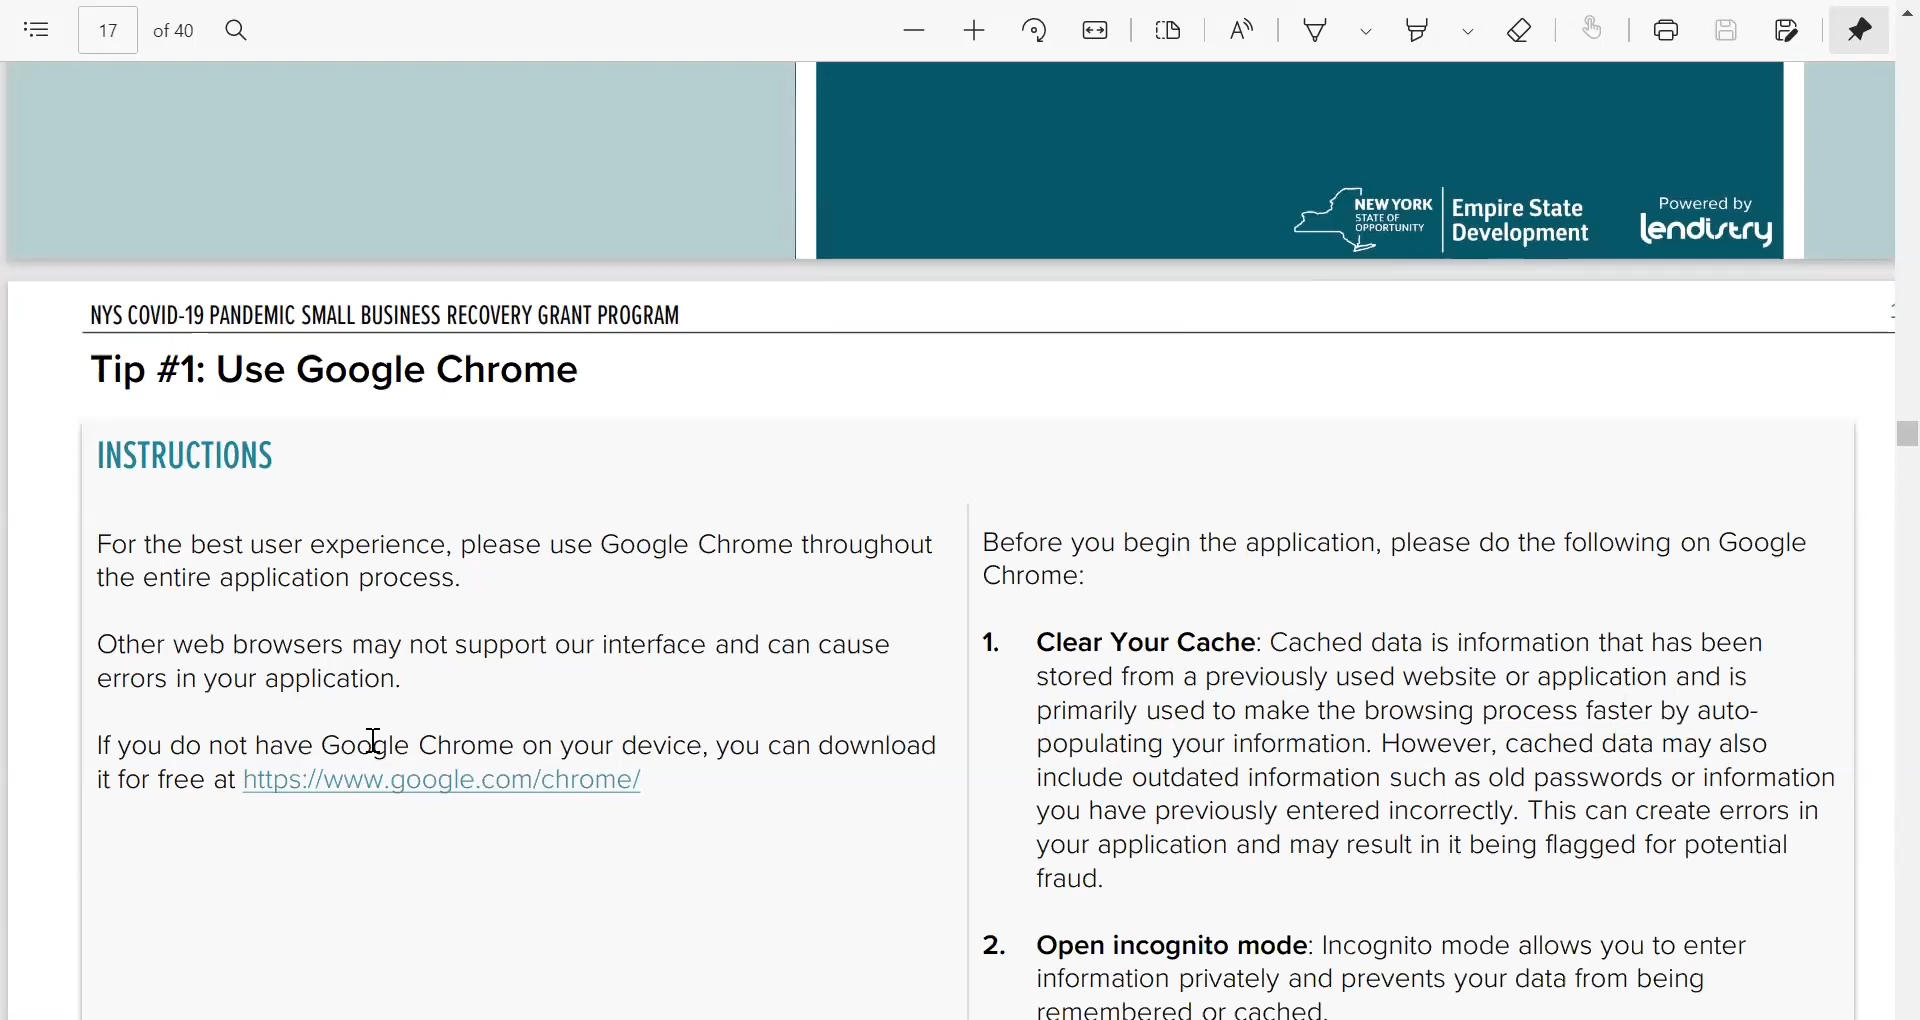 17
of 40
NEW YORK
STATE OF
OPPORTUNITY
Empire State
Development
Powered by
lendistry
NYS COVID-19 PANDEMIC SMALL BUSINESS RECOVERY GRANT PROGRAM
Tip #1: Use Google Chrome
INSTRUCTIONS
For the best user experience, please use Google Chrome throughout
the entire application process.
Other web browsers may not support our interface and can cause
errors in your application.
If you do not have Google Chrome on your device, you can download
it for free at https://www.google.com/chrome/
Before you begin the application, please do the following on Google
Chrome:
1. Clear Your Cache: Cached data is information that has been
stored from a previously used website or application and is
primarily used to make the browsing process faster by auto-
populating your information. However, cached data may also
include outdated information such as old passwords or information
you have previously entered incorrectly. This can create errors in
your application and may result in it being flagged for potential
fraud.
2. Open incognito mode: Incognito mode allows you to enter
information privately and prevents your data from being
remembered or cached.